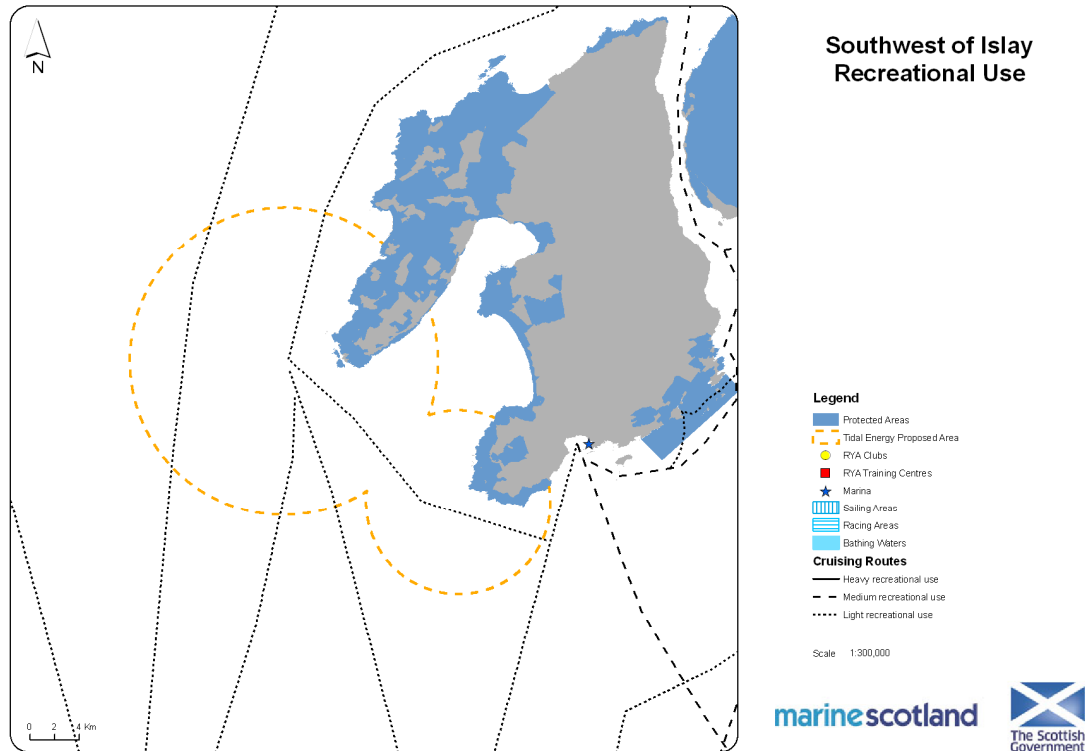 N
Southwest of Islay
Recreational Use
Legend
Protected Areas
Tidal Energy Proposed Area
RYA Clubs
RYA Training Centres
Marina
Sailing Areas
Racing Areas
Bathing Waters
Cruising Routes
Heavy recreational use
Medium recreational use
Light recreational use
Scale 1:300,000
0 2 4 Km
marinescotland
The Scottish
Government